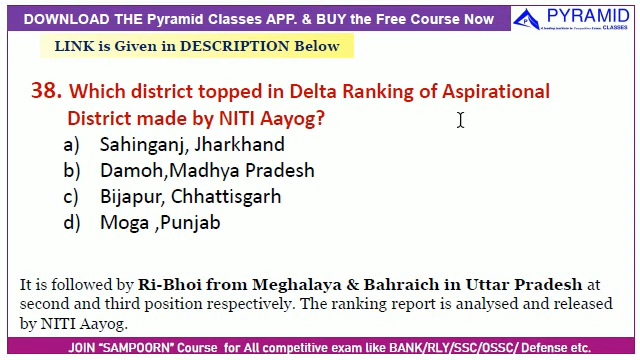 DOWNLOAD THE Pyramid Classes APP. & BUY the Free Course Now
PYRAMID
CLASSES
LINK is Given in DESCRIPTION Below
38. Which district topped in Delta Ranking of Aspirational
District made by NITI Aayog?
a) Sahinganj, Jharkhand
b) Damoh,Madhya Pradesh
c) Bijapur, Chhattisgarh
d) Moga ,Punjab
It is followed by Ri-Bhoi from Meghalaya & Bahraich in Uttar Pradesh at
second and third position respectively. The ranking report is analysed and released
by NITI Aayog.
JOIN "SAMPOORN" Course for All competitive exam like BANK/RLY/SSC/OSSC/ Defense etc.